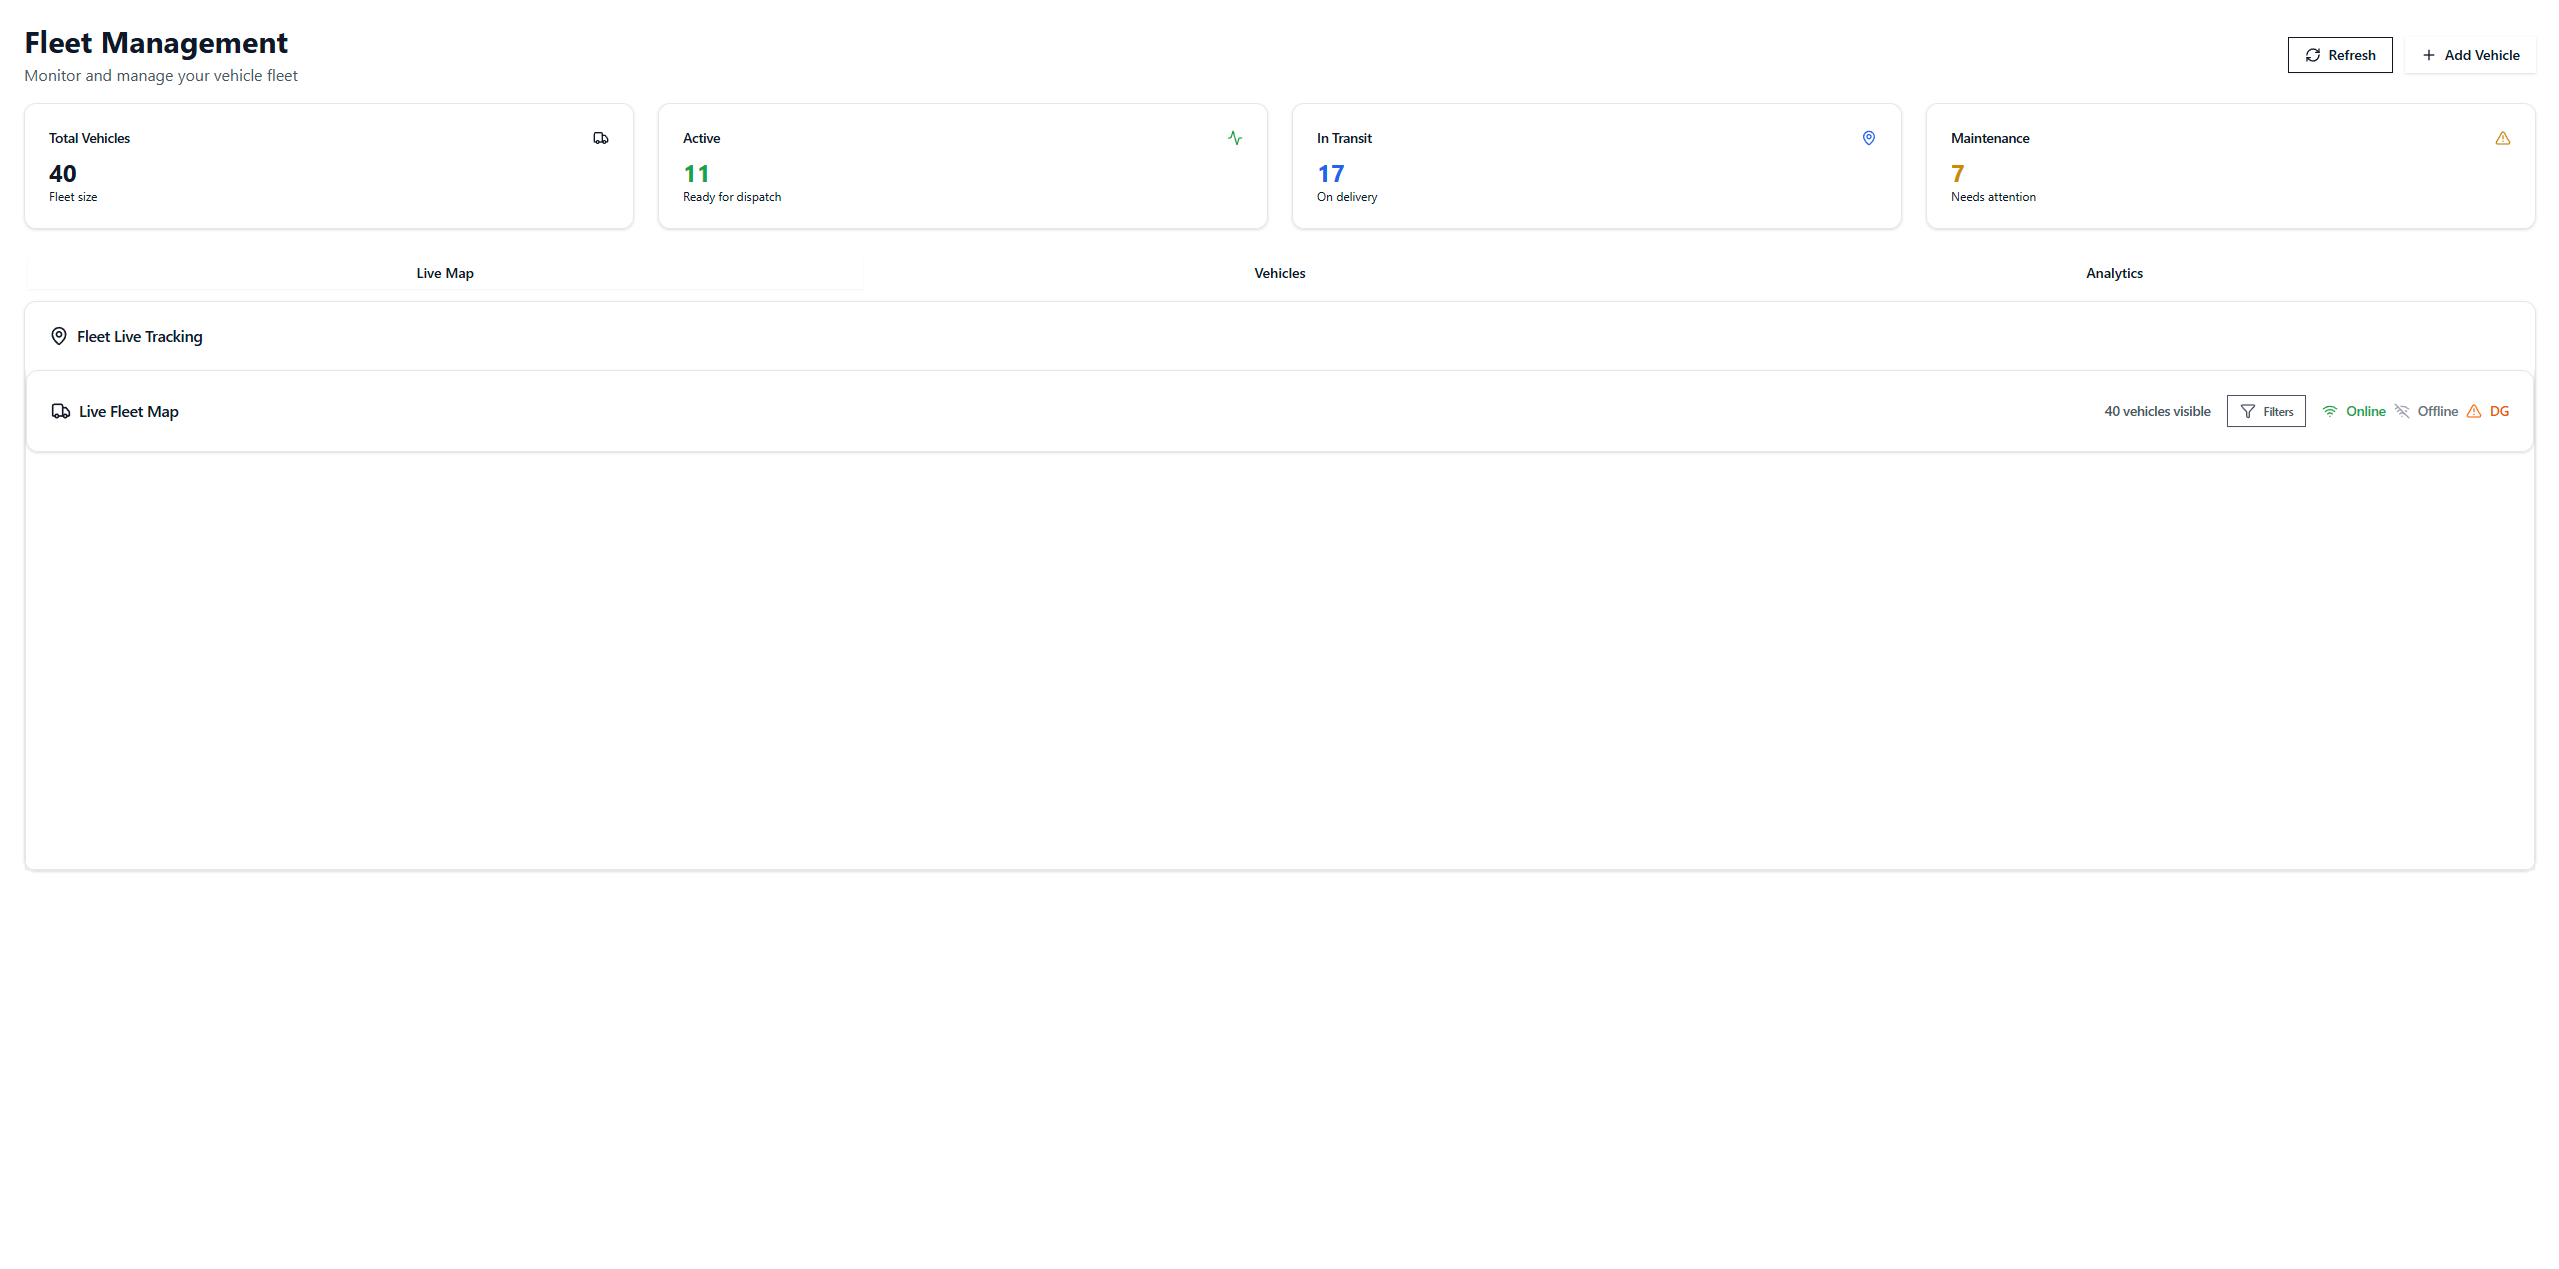 Fleet Management
Monitor and manage your vehicle fleet
Refresh
Add Vehicle
Total Vehicles
40
Fleet size
Active
11
Ready for dispatch
In Transit
17
On delivery
Maintenance
7
Needs attention
Live Map
Vehicles
Analytics
Fleet Live Tracking
Live Fleet Map
40 vehicles visible
Filters
Online
Offline
DG